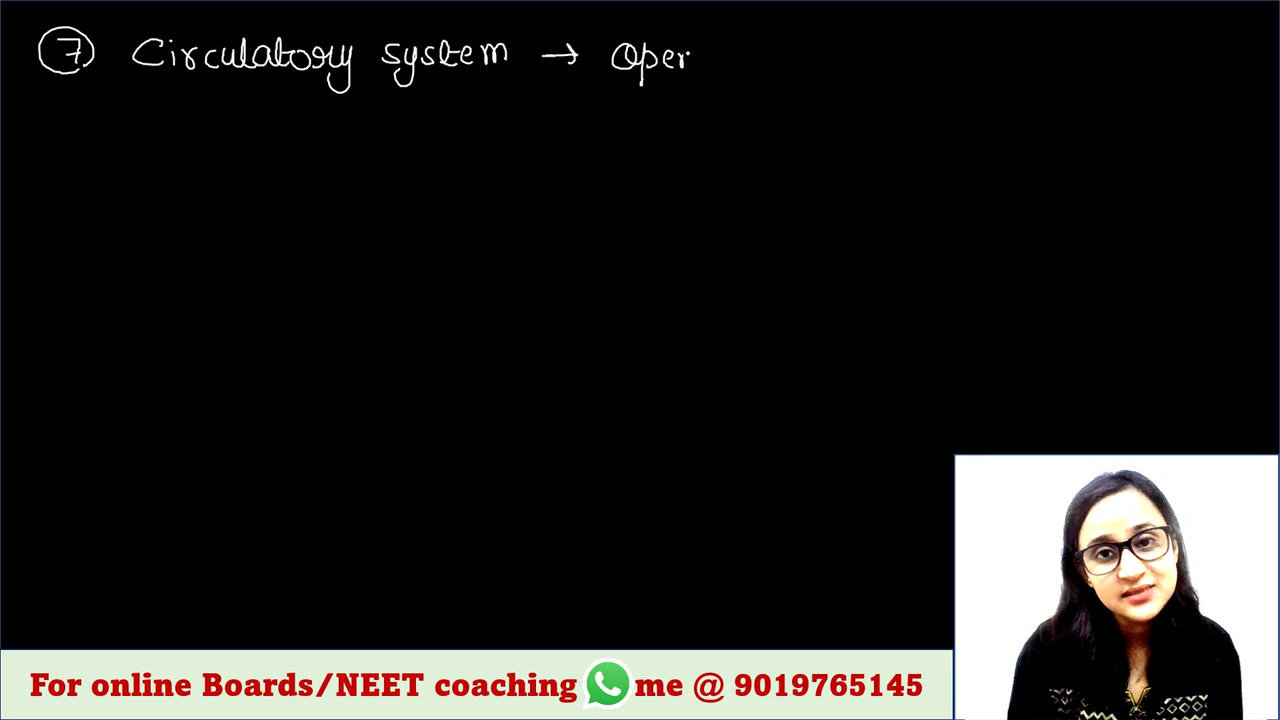 7 Circulatory system → Oper
For online Boards/NEET coaching me @ 9019765145